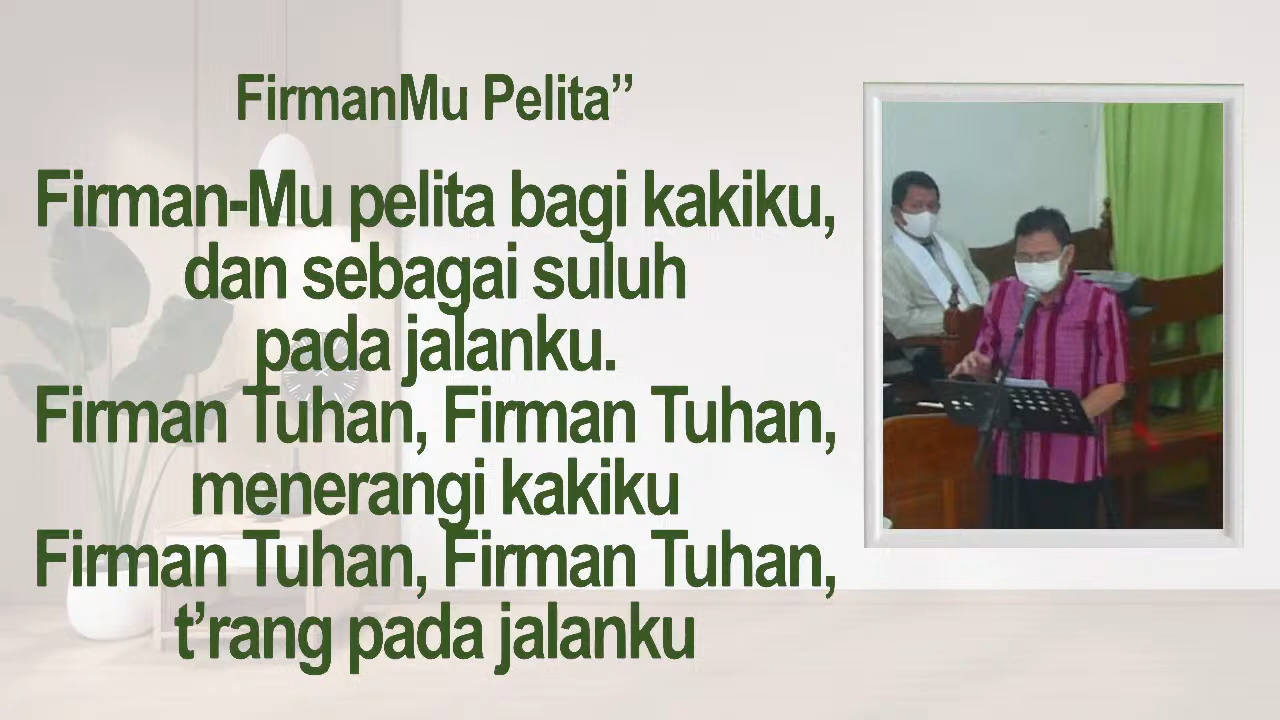 FirmanMu Pelita”
Firman-Mu pelita bagi kakiku,
dan sebagai suluh
pada jalanku.
Firman Tuhan, Firman Tuhan,
menerangi kakiku
Firman Tuhan, Firman Tuhan,
t’rang pada jalanku